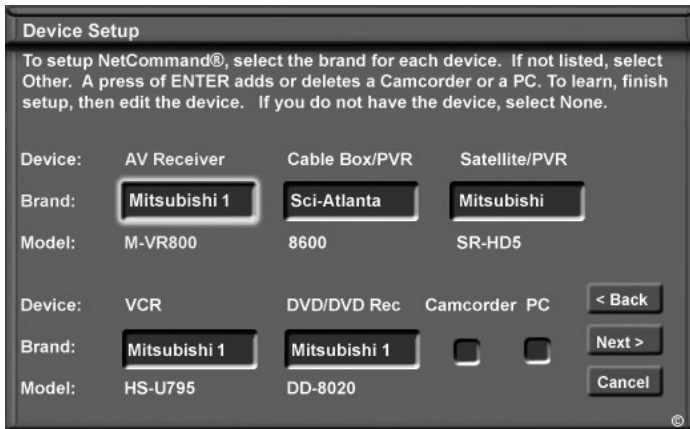 Device Setup
To setup NetCommand®, select the brand for each device. If not listed, select
Other. A press of ENTER adds or deletes a Camcorder or a PC. To learn, finish
setup, then edit the device. If you do not have the device, select None.
Device: AV Receiver Cable Box/PVR Satellite/PVR
Brand: Mitsubishi 1 Sci-Atlanta Mitsubishi
Model: M-VR800 8600 SR-HD5
Device: VCR DVD/DVD Rec Camcorder PC < Back
Brand: Mitsubishi 1 Mitsubishi 1 Next >
Model: HS-U795 DD-8020 Cancel
©